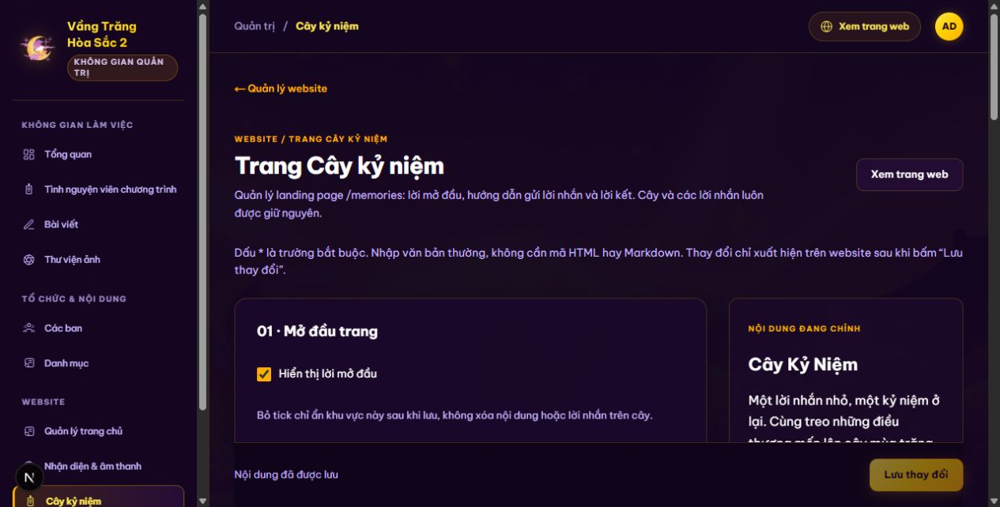 Vầng Trăng
Hòa Sắc 2
KHÔNG GIAN QUẢN
TRỊ
KHÔNG GIAN LÀM VIỆC
Tổng quan
Tình nguyện viên chương trình
Bài viết
Thư viện ảnh
TỔ CHỨC & NỘI DUNG
Các ban
Danh mục
WEBSITE
Quản lý trang chủ
Nhận diện & âm thanh
N
Cây kỷ niệm
Quản trị / Cây kỷ niệm
Xem trang web
AD
← Quản lý website
WEBSITE / TRANG CÂY KỶ NIỆM
Trang Cây kỷ niệm
Quản lý landing page /memories: lời mở đầu, hướng dẫn gửi lời nhắn và lời kết. Cây và các lời nhắn luôn
được giữ nguyên.
Xem trang web
Dấu * là trường bắt buộc. Nhập văn bản thường, không cần mã HTML hay Markdown. Thay đổi chỉ xuất hiện trên website sau khi bấm “Lưu
thay đổi”.
01 · Mở đầu trang
Hiển thị lời mở đầu
Bỏ tick chỉ ẩn khu vực này sau khi lưu, không xóa nội dung hoặc lời nhắn trên cây.
NỘI DUNG ĐANG CHỈNH
Cây Kỷ Niệm
Một lời nhắn nhỏ, một kỷ niệm ở
lại. Cùng treo những điều
thương mến lên cây mùa trăng
Nội dung đã được lưu
Lưu thay đổi